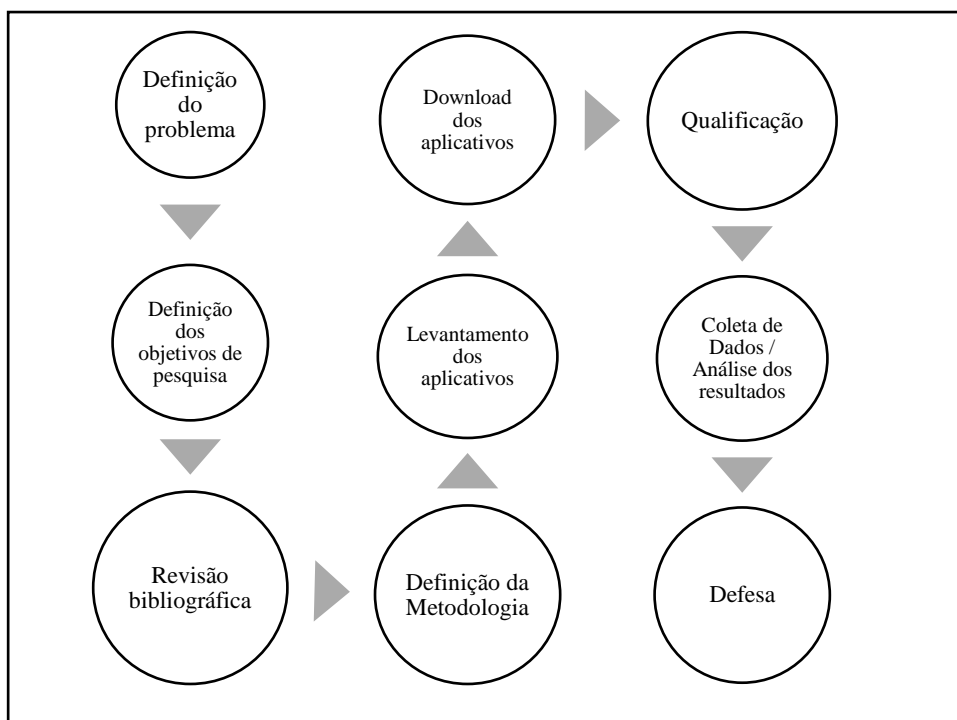 Definição
do
problema
Definição
dos
objetivos de
pesquisa
Revisão
bibliográfica
Definição da
Metodologia
Levantamento
dos
aplicativos
Download
dos
aplicativos
Qualificação
Coleta de
Dados /
Análise dos
resultados
Defesa